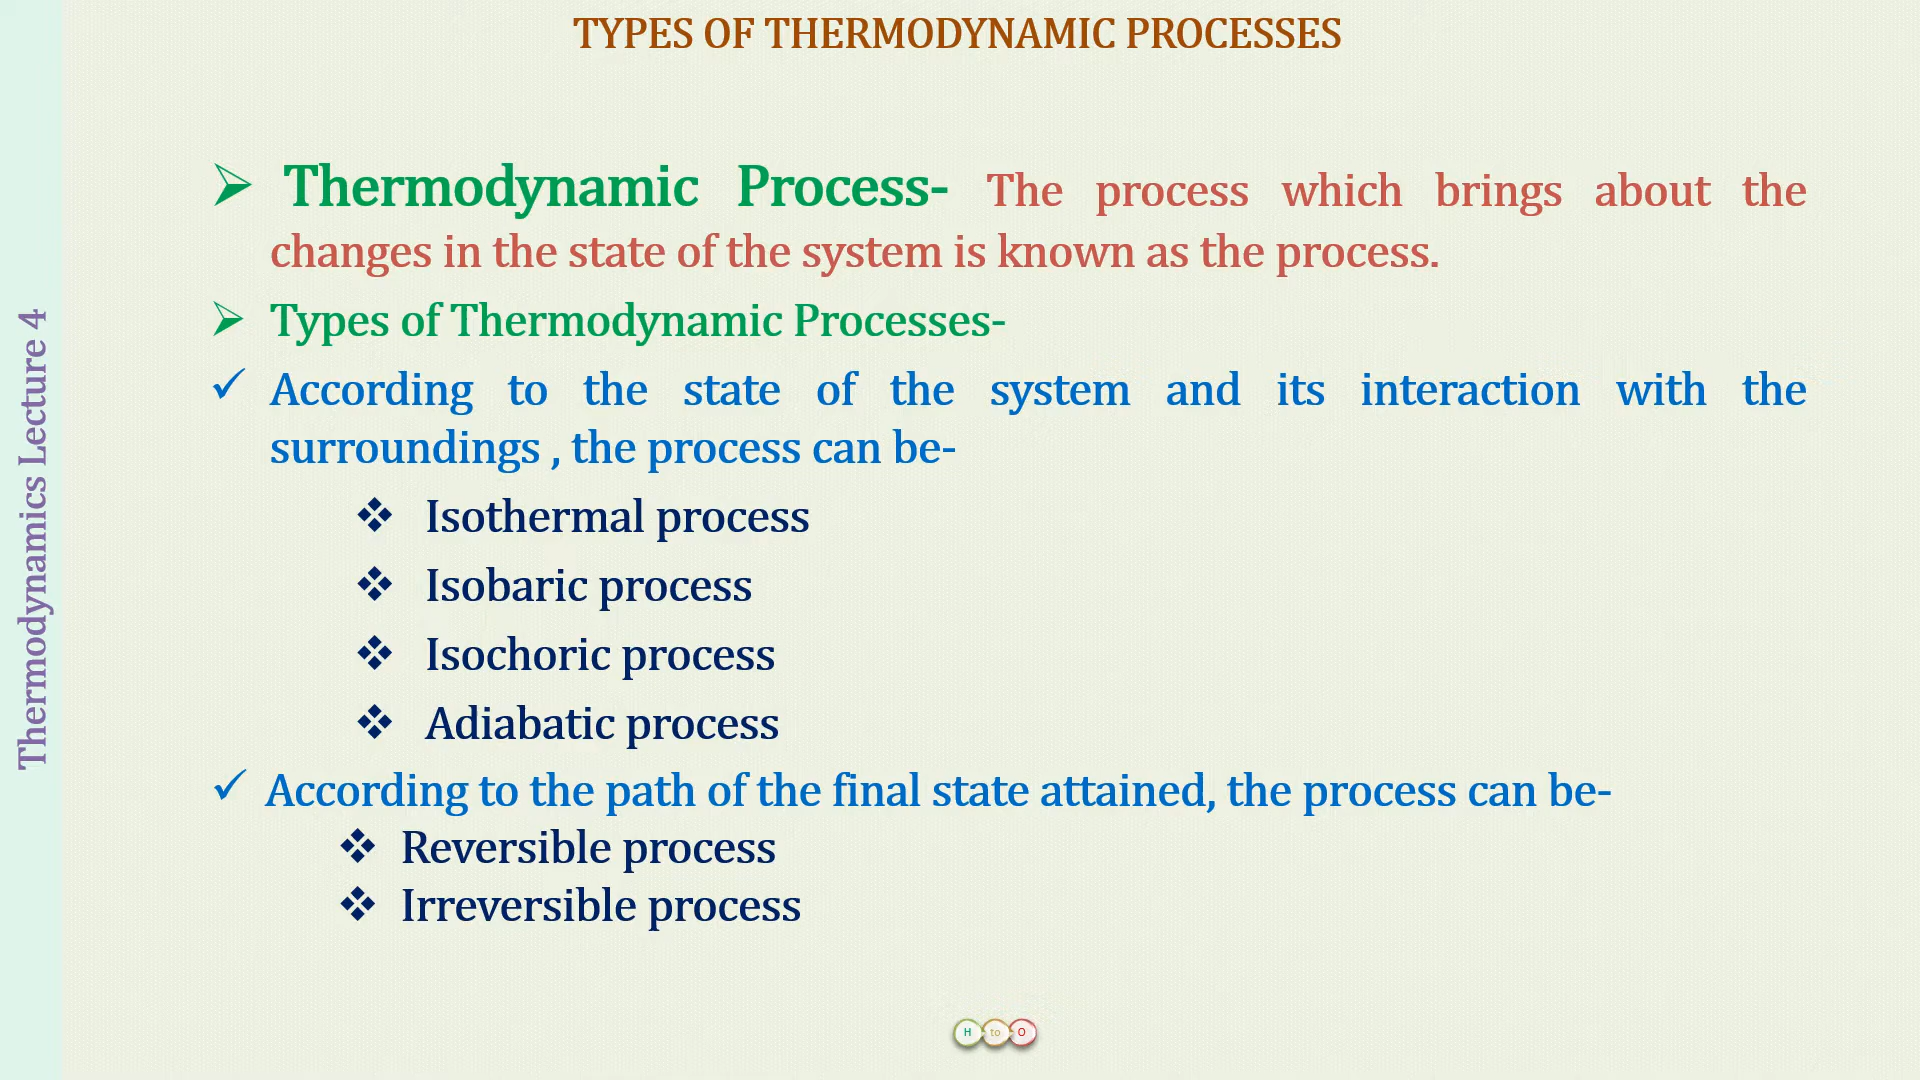 TYPES OF THERMODYNAMIC PROCESSES
Thermodynamic Process- The process which brings about the
changes in the state of the system is known as the process.
Types of Thermodynamic Processes-
According to the state of the system and its interaction with the
surroundings , the process can be-
Isothermal process
Isobaric process
Isochoric process
Adiabatic process
According to the path of the final state attained, the process can be-
Reversible process
Irreversible process
Thermodynamics Lecture 4
H to O